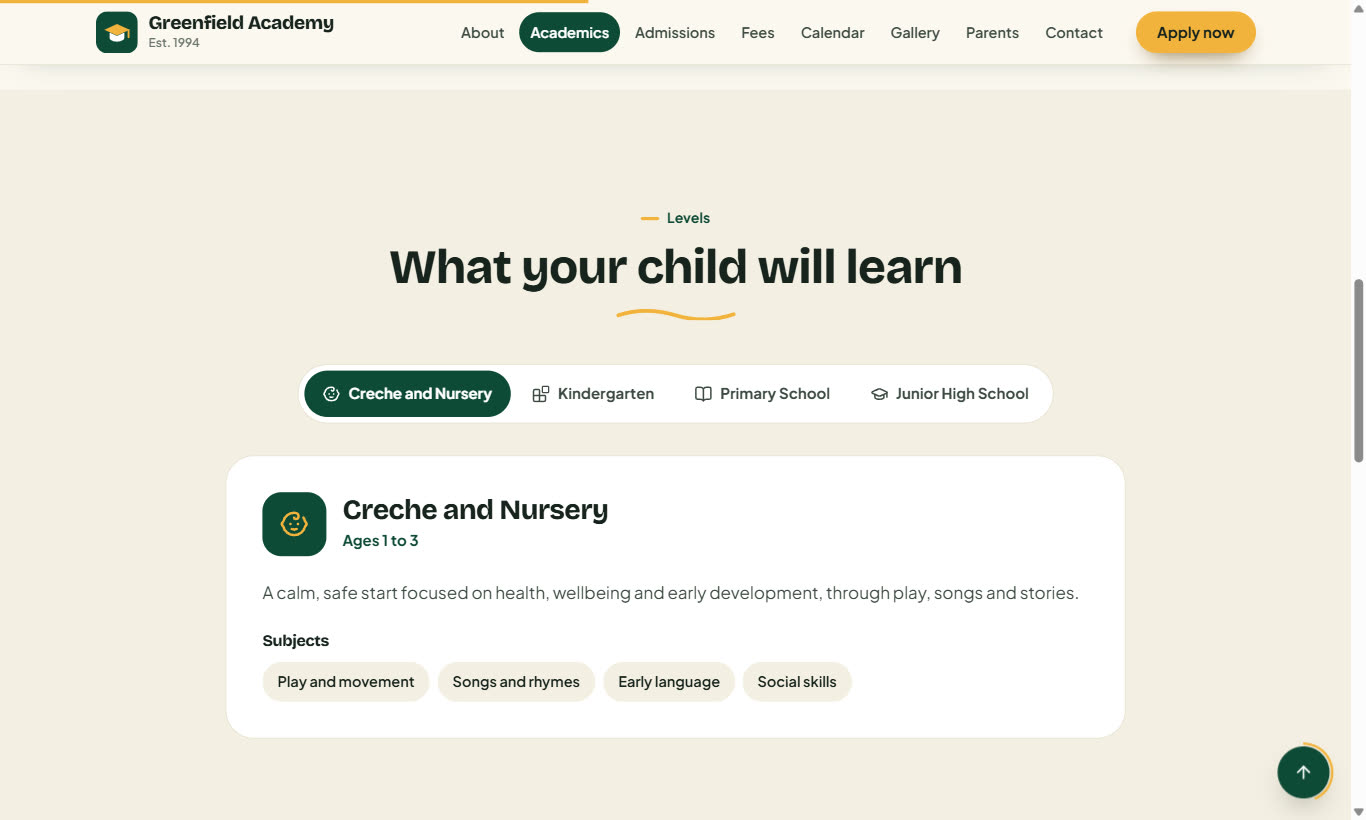 Greenfield Academy
Est. 1994
About Academics Admissions Fees Calendar Gallery Parents Contact Apply now
Levels
What your child will learn
Creche and Nursery Kindergarten Primary School Junior High School
Creche and Nursery
Ages 1 to 3
A calm, safe start focused on health, wellbeing and early development, through play, songs and stories.
Subjects
Play and movement Songs and rhymes Early language Social skills